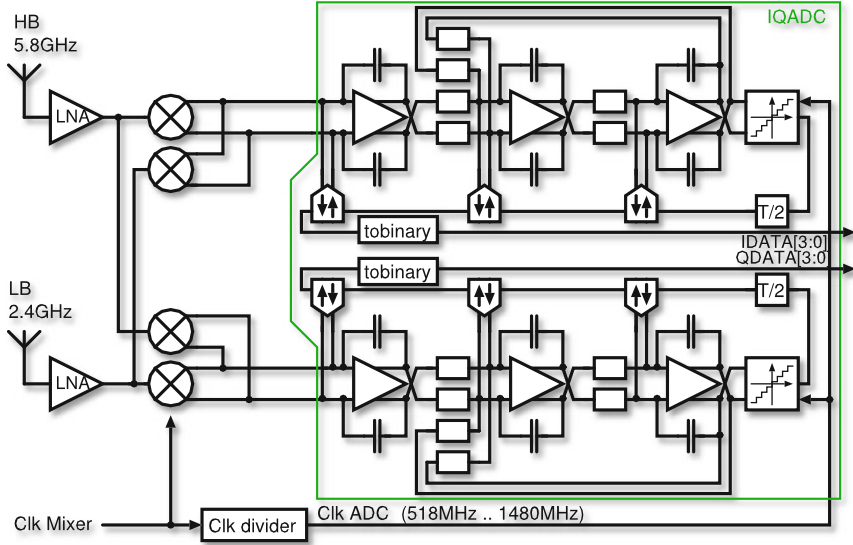 HB
5.8GHz
IQADC
LNA
tobinary
T/2
IDATA[3:0]
QDATA[3:0]
tobinary
T/2
LB
2.4GHz
LNA
Clk Mixer
Clk divider
Clk ADC (518MHz .. 1480MHz)